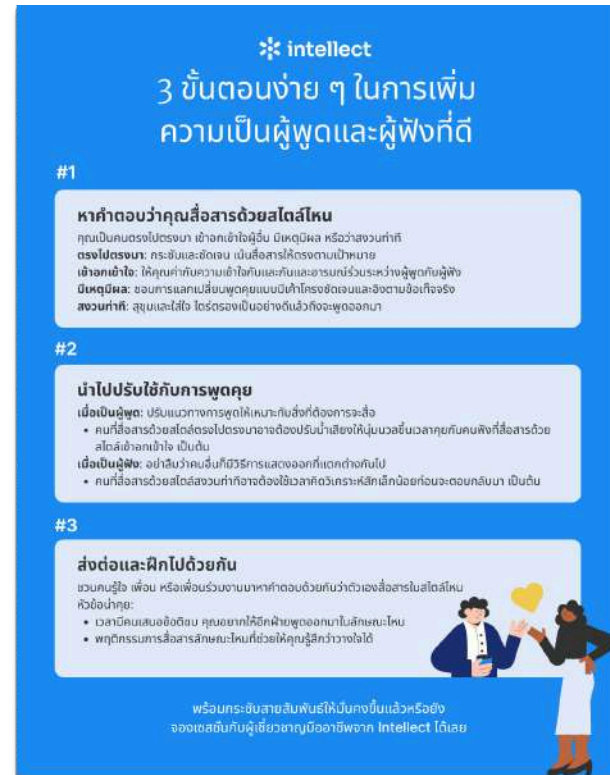 intellect
3 ขั้นตอนง่าย ๆ ในการเพิ่ม
ความเป็นผู้พูดและผู้ฟังที่ดี
#1
หาคำตอบว่าคุณสื่อสารด้วยสไตล์ไหน
คุณเป็นคนตรงไปตรงมา เข้าอกเข้าใจผู้อื่น มีเหตุมีผล หรือว่าสงวนท่าที
ตรงไปตรงมา: กระชับและชัดเจน เน้นสื่อสารให้ตรงตามเป้าหมาย
เข้าอกเข้าใจ: ให้คุณค่ากับความเข้าใจกันและกันและอารมณ์ร่วมระหว่างผู้พูดกับผู้ฟัง
มีเหตุมีผล: ชอบการแลกเปลี่ยนพูดคุยแบบมีเค้าโครงชัดเจนและอิงตามข้อเท็จจริง
สงวนท่าที: สุขุมและใส่ใจ ไตร่ตรองเป็นอย่างดีแล้วถึงจะพูดออกมา
#2
นำไปปรับใช้กับการพูดคุย
เมื่อเป็นผู้พูด: ปรับแนวทางการพูดให้เหมาะกับสิ่งที่ต้องการจะสื่อ
• คนที่สื่อสารด้วยสไตล์ตรงไปตรงมาอาจต้องปรับน้ำเสียงให้นุ่มนวลขึ้นเวลาคุยกับคนฟังที่สื่อสารด้วย
สไตล์เข้าอกเข้าใจ เป็นต้น
เมื่อเป็นผู้ฟัง: อย่าลืมว่าคนอื่นก็มีวิธีการแสดงออกที่แตกต่างกันไป
• คนที่สื่อสารด้วยสไตล์สงวนท่าทีอาจต้องใช้เวลาคิดวิเคราะห์สักเล็กน้อยก่อนจะตอบกลับมา เป็นต้น
#3
ส่งต่อและฝึกไปด้วยกัน
ชวนคนรู้ใจ เพื่อน หรือเพื่อนร่วมงานมาหาคำตอบด้วยกันว่าตัวเองสื่อสารในสไตล์ไหน
หัวข้อน่าคุย:
• เวลามีคนเสนอข้อติชม คุณอยากให้อีกฝ่ายพูดออกมาในลักษณะไหน
• พฤติกรรมการสื่อสารลักษณะไหนที่ช่วยให้คุณรู้สึกว่าวางใจได้
พร้อมกระชับสายสัมพันธ์ให้มั่นคงขึ้นแล้วหรือยัง
จองเซสชันกับผู้เชี่ยวชาญมืออาชีพจาก Intellect ได้เลย